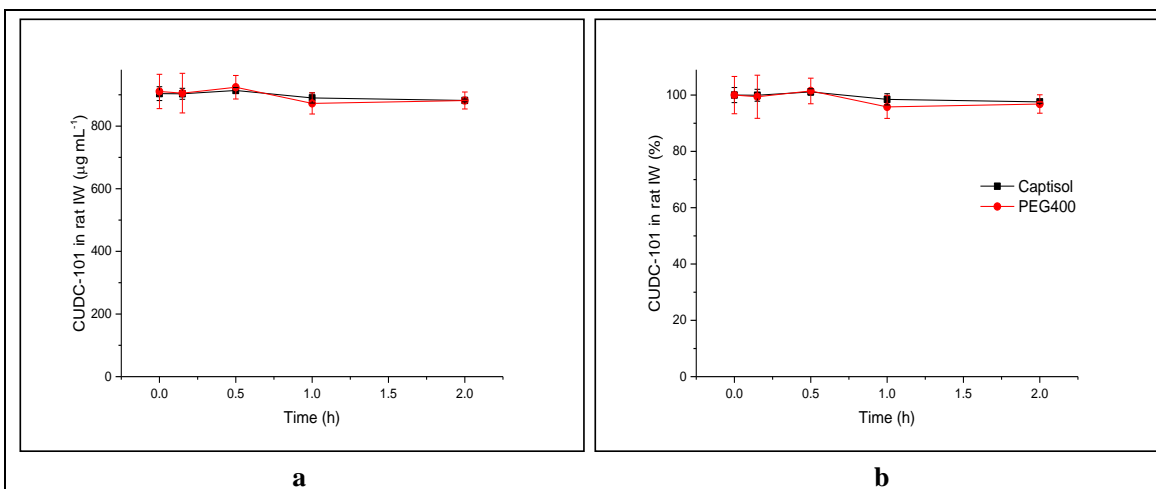 CUDC-101 in rat IW (µg mL⁻¹)
800
600
400
200
0
0.0 0.5 1.0 1.5 2.0
Time (h)
a
CUDC-101 in rat IW (%)
100
80
60
40
20
0
Captisol
PEG400
0.0 0.5 1.0 1.5 2.0
Time (h)
b